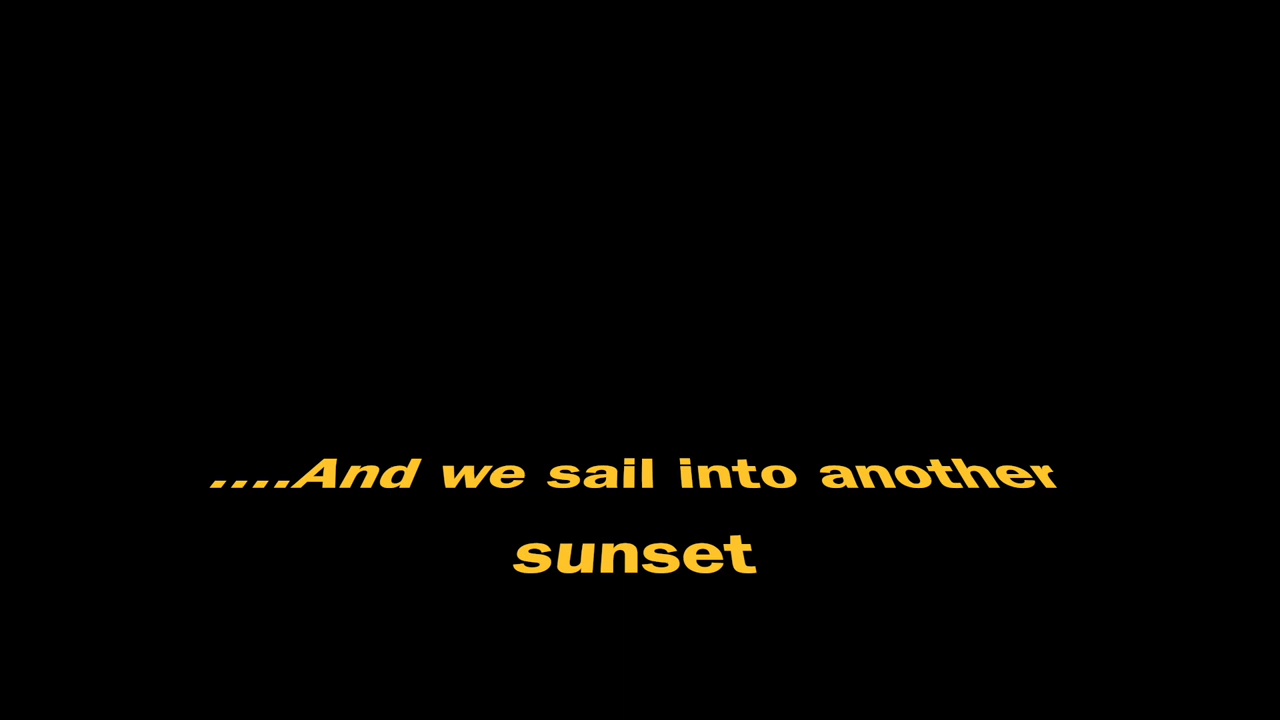 ....And we sail into another
sunset